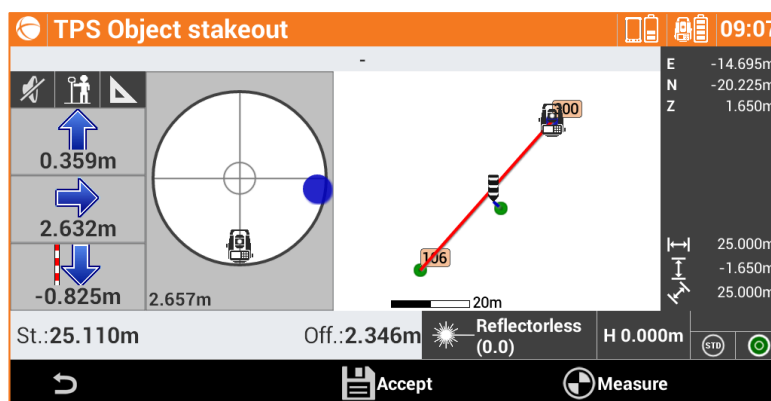 TPS Object stakeout
09:07
-
E -14.695m
N -20.225m
Z 1.650m
0.359m
2.632m
-0.825m
2.657m
300
106
20m
25.000m
-1.650m
25.000m
St.:25.110m
Off.:2.346m
Reflectorless
(0.0)
H 0.000m
STD
Accept
Measure